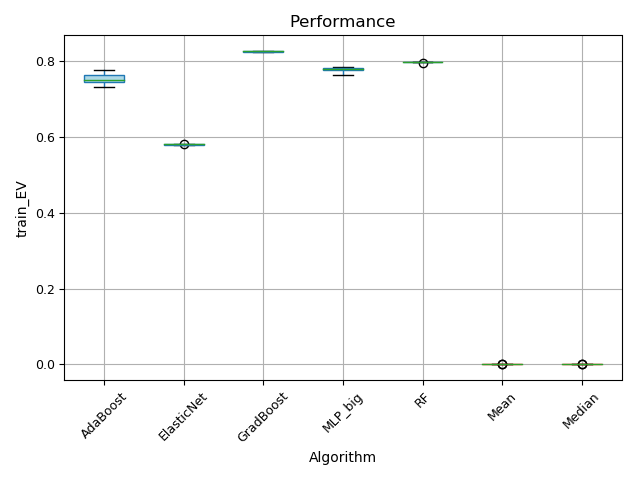 Performance
0.8
0.6
0.4
0.2
0.0
train_EV
AdaBoost
ElasticNet
GradBoost
MLP_big
RF
Mean
Median
Algorithm